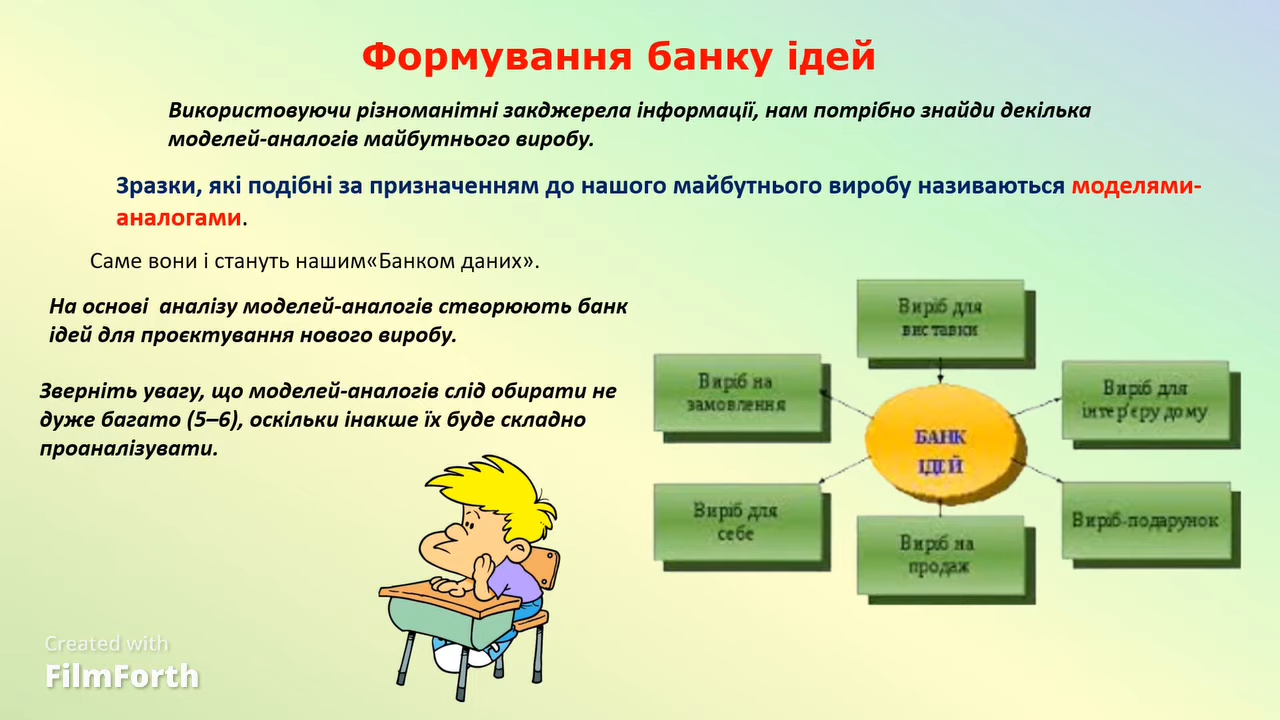 Формування банку ідей
Використовуючи різноманітні закджерела інформації, нам потрібно знайди декілька
моделей-аналогів майбутнього виробу.
Зразки, які подібні за призначенням до нашого майбутнього виробу називаються моделями-
аналогами.
Саме вони і стануть нашим«Банком даних».
На основі  аналізу моделей-аналогів створюють банк
ідей для проєктування нового виробу.
Зверніть увагу, що моделей-аналогів слід обирати не
дуже багато (5–6), оскільки інакше їх буде складно
проаналізувати.
Виріб для
виставки
Виріб на
замовлення
Виріб для
інтер'єру дому
БАНК
ІДЕЙ
Виріб для
себе
Виріб-подарунок
Виріб на
продаж
Created with
FilmForth